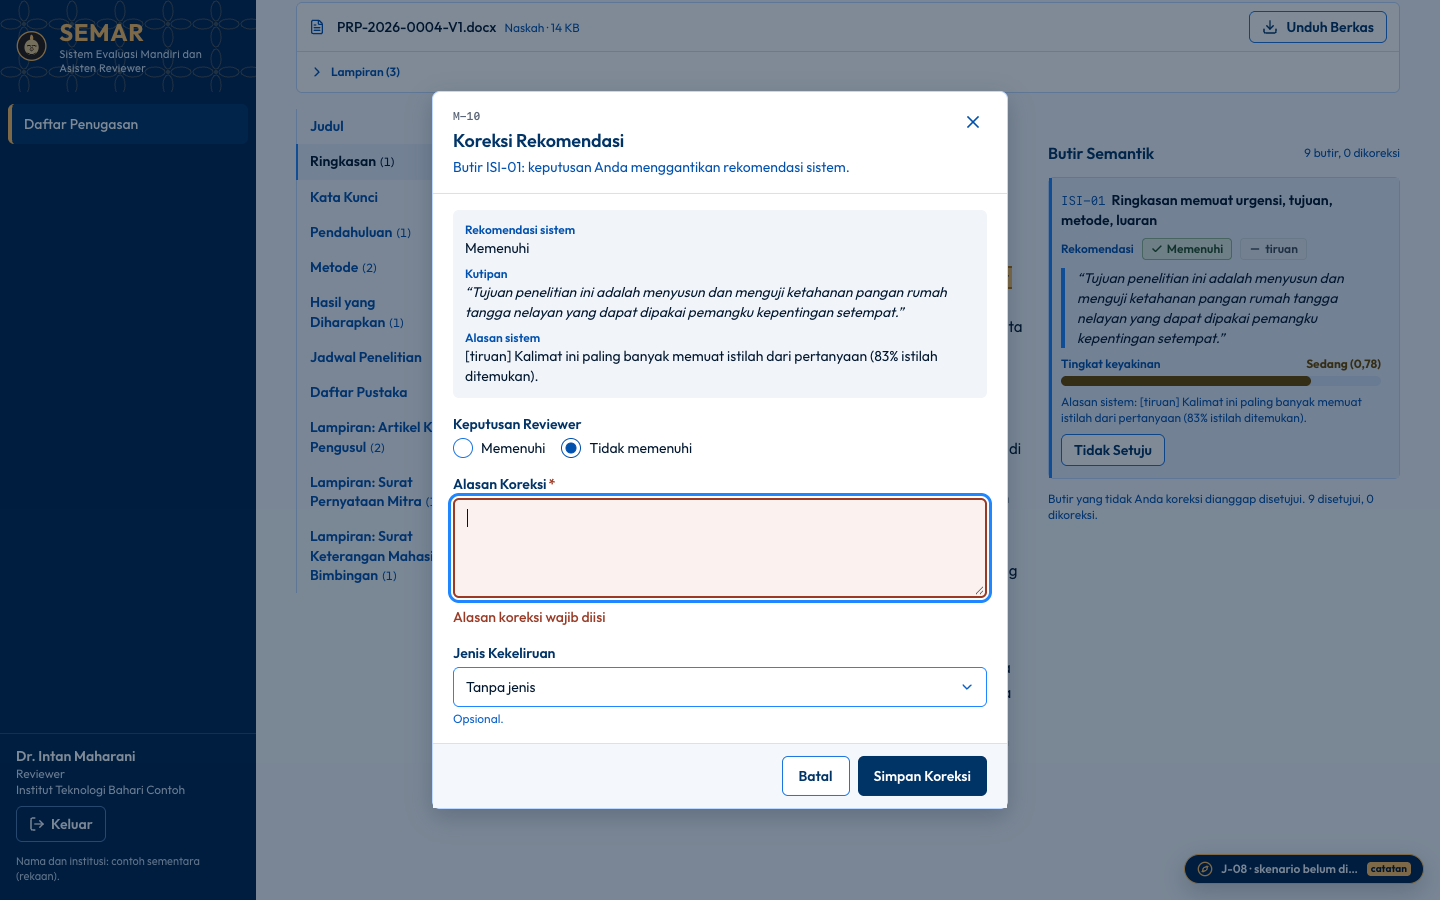 SEMAR
Sistem Evaluasi Mandiri dan
Asisten Reviewer
Daftar Penugasan
Dr. Intan Maharani
Reviewer
Institut Teknologi Bahari Contoh
Keluar
Nama dan institusi: contoh sementara
(rekaan).
PRP-2026-0004-V1.docx Naskah · 14 KB
Unduh Berkas
Lampiran (3)
Judul
Ringkasan (1)
Kata Kunci
Pendahuluan (1)
Metode (2)
Hasil yang
Diharapkan (1)
Jadwal Penelitian
Daftar Pustaka
Lampiran: Artikel K
Pengusul (2)
Lampiran: Surat
Pernyataan Mitra
Lampiran: Surat
Keterangan Mahasi
Bimbingan (1)
M-10
Koreksi Rekomendasi
Butir ISI-01: keputusan Anda menggantikan rekomendasi sistem.
Rekomendasi sistem
Memenuhi
Kutipan
“Tujuan penelitian ini adalah menyusun dan menguji ketahanan pangan rumah
tangga nelayan yang dapat dipakai pemangku kepentingan setempat.”
Alasan sistem
[tiruan] Kalimat ini paling banyak memuat istilah dari pertanyaan (83% istilah
ditemukan).
Keputusan Reviewer
Memenuhi
Tidak memenuhi
Alasan Koreksi *
Alasan koreksi wajib diisi
Jenis Kekeliruan
Tanpa jenis
Opsional.
Batal
Simpan Koreksi
ta
di
g
a
a
Butir Semantik
9 butir, 0 dikoreksi
ISI-01 Ringkasan memuat urgensi, tujuan,
metode, luaran
Rekomendasi Memenuhi tiruan
“Tujuan penelitian ini adalah menyusun dan
menguji ketahanan pangan rumah tangga
nelayan yang dapat dipakai pemangku
kepentingan setempat.”
Tingkat keyakinan Sedang (0,78)
Alasan sistem: [tiruan] Kalimat ini paling banyak memuat
istilah dari pertanyaan (83% istilah ditemukan).
Tidak Setuju
Butir yang tidak Anda koreksi dianggap disetujui. 9 disetujui, 0
dikoreksi.
J-08 · skenario belum di... catatan